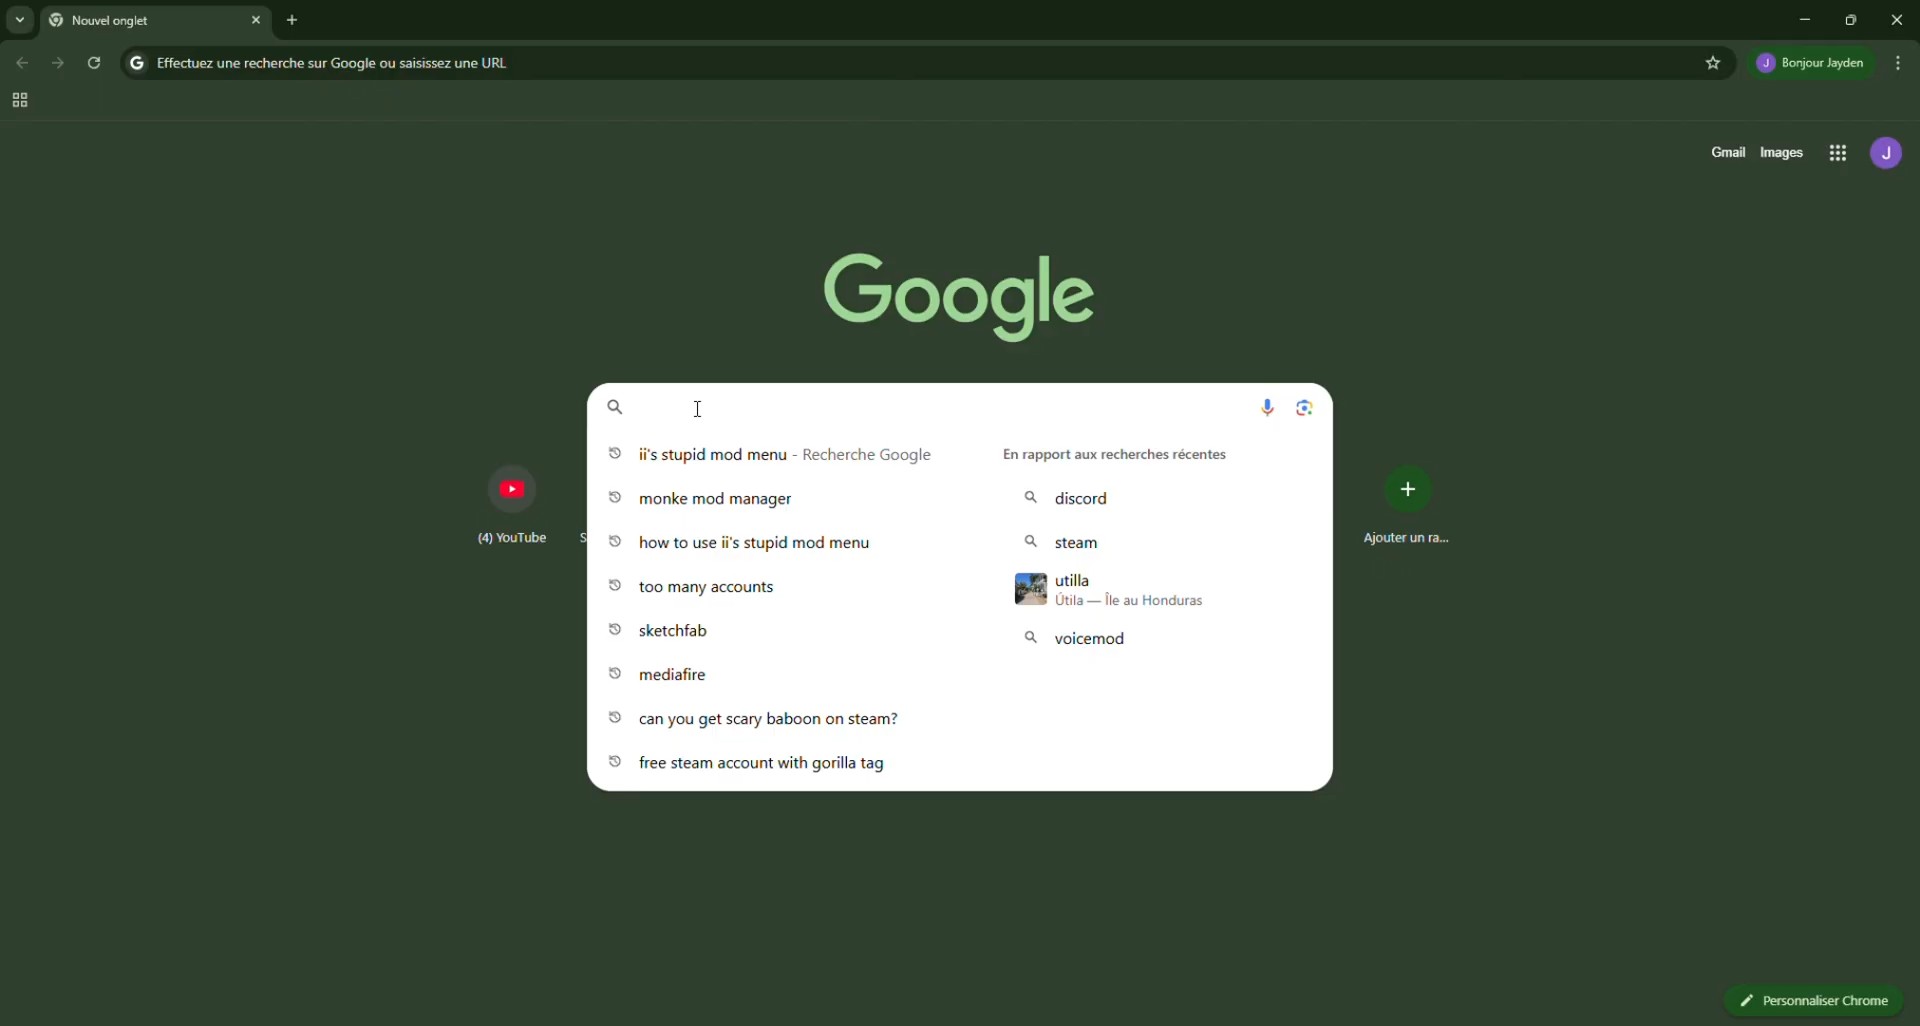 Nouvel onglet
Effectuez une recherche sur Google ou saisissez une URL
J Bonjour Jayden
Gmail Images J
Google
ii's stupid mod menu - Recherche Google
monke mod manager
how to use ii's stupid mod menu
too many accounts
sketchfab
mediafire
can you get scary baboon on steam?
free steam account with gorilla tag
En rapport aux recherches récentes
discord
steam
utilla
Útila — Île au Honduras
voicemod
(4) YouTube
S
Ajouter un ra...
Personnaliser Chrome